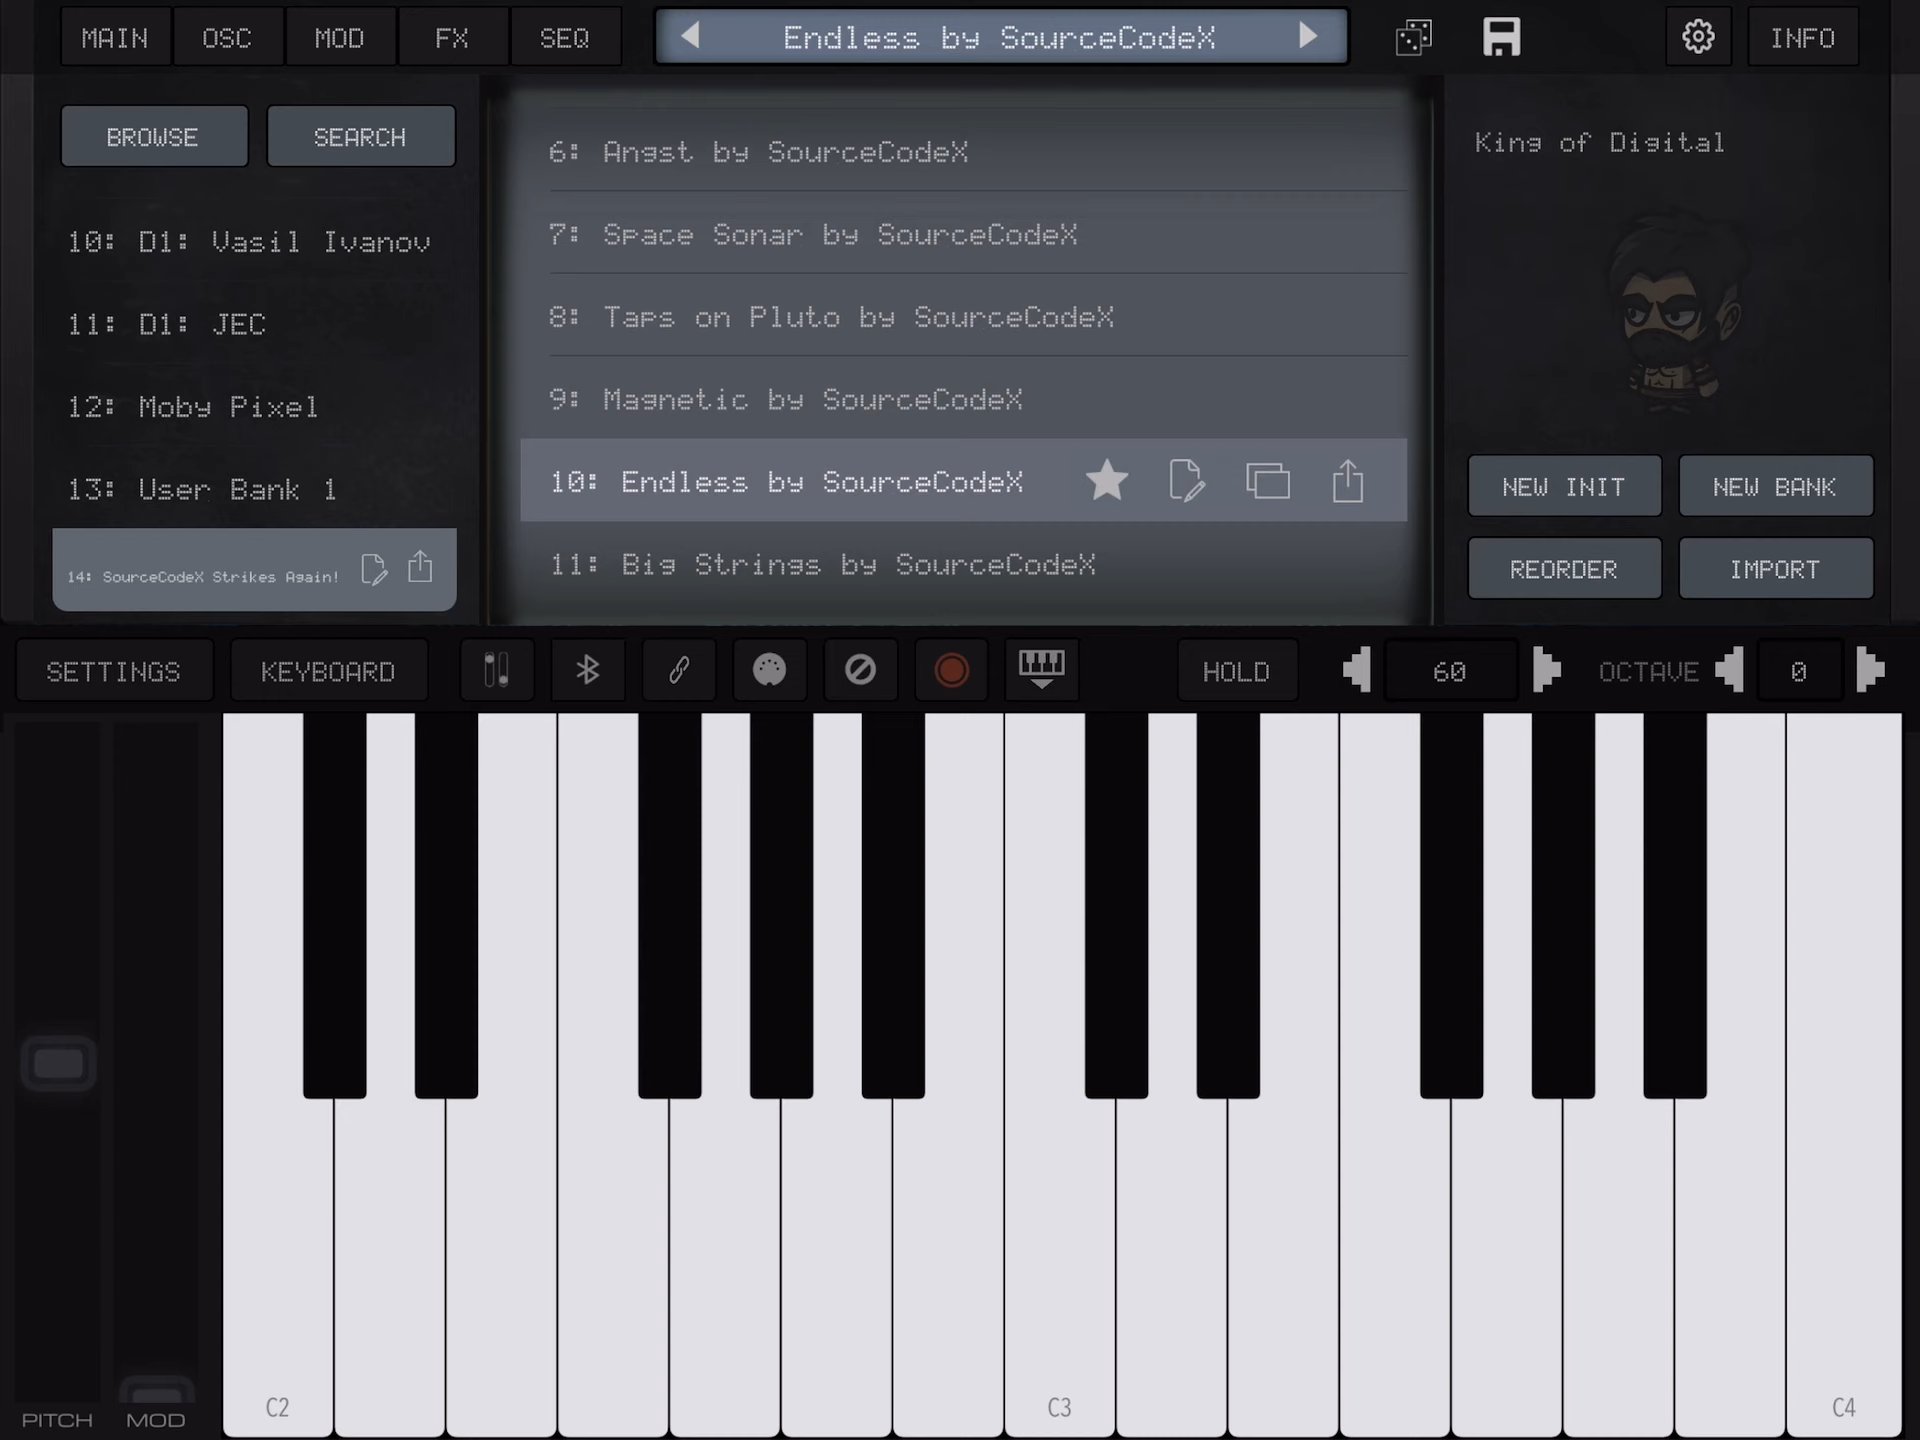 MAIN OSC MOD FX SEQ Endless by SourceCodeX INFO
BROWSE SEARCH
10: D1: Vasil Ivanov
11: D1: JEC
12: Moby Pixel
13: User Bank 1
14: SourceCodeX Strikes Again!
6: Angst by SourceCodeX
7: Space Sonar by SourceCodeX
8: Taps on Pluto by SourceCodeX
9: Magnetic by SourceCodeX
10: Endless by SourceCodeX
11: Big Strings by SourceCodeX
King of Digital
NEW INIT NEW BANK
REORDER IMPORT
SETTINGS KEYBOARD HOLD 60 OCTAVE 0
C2 C3 C4
PITCH MOD